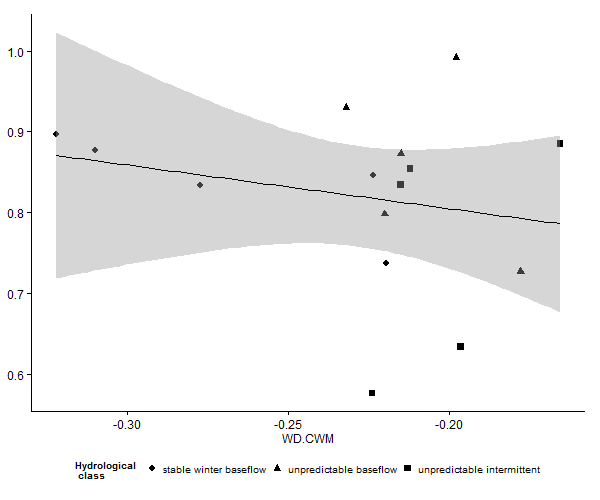 1.0
0.9
0.8
0.7
0.6
-0.30 -0.25 -0.20
WD.CWM
Hydrological
class
stable winter baseflow unpredictable baseflow unpredictable intermittent